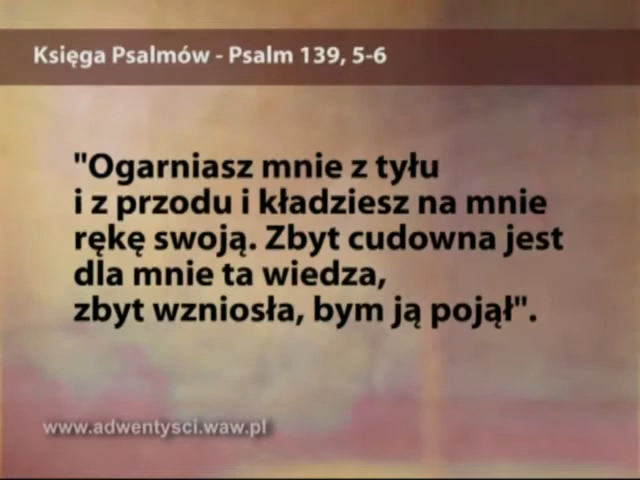 Księga Psalmów - Psalm 139, 5-6
"Ogarniasz mnie z tyłu
i z przodu i kładziesz na mnie
rękę swoją. Zbyt cudowna jest
dla mnie ta wiedza,
zbyt wzniosła, bym ją pojął".
www.adwentysci.waw.pl